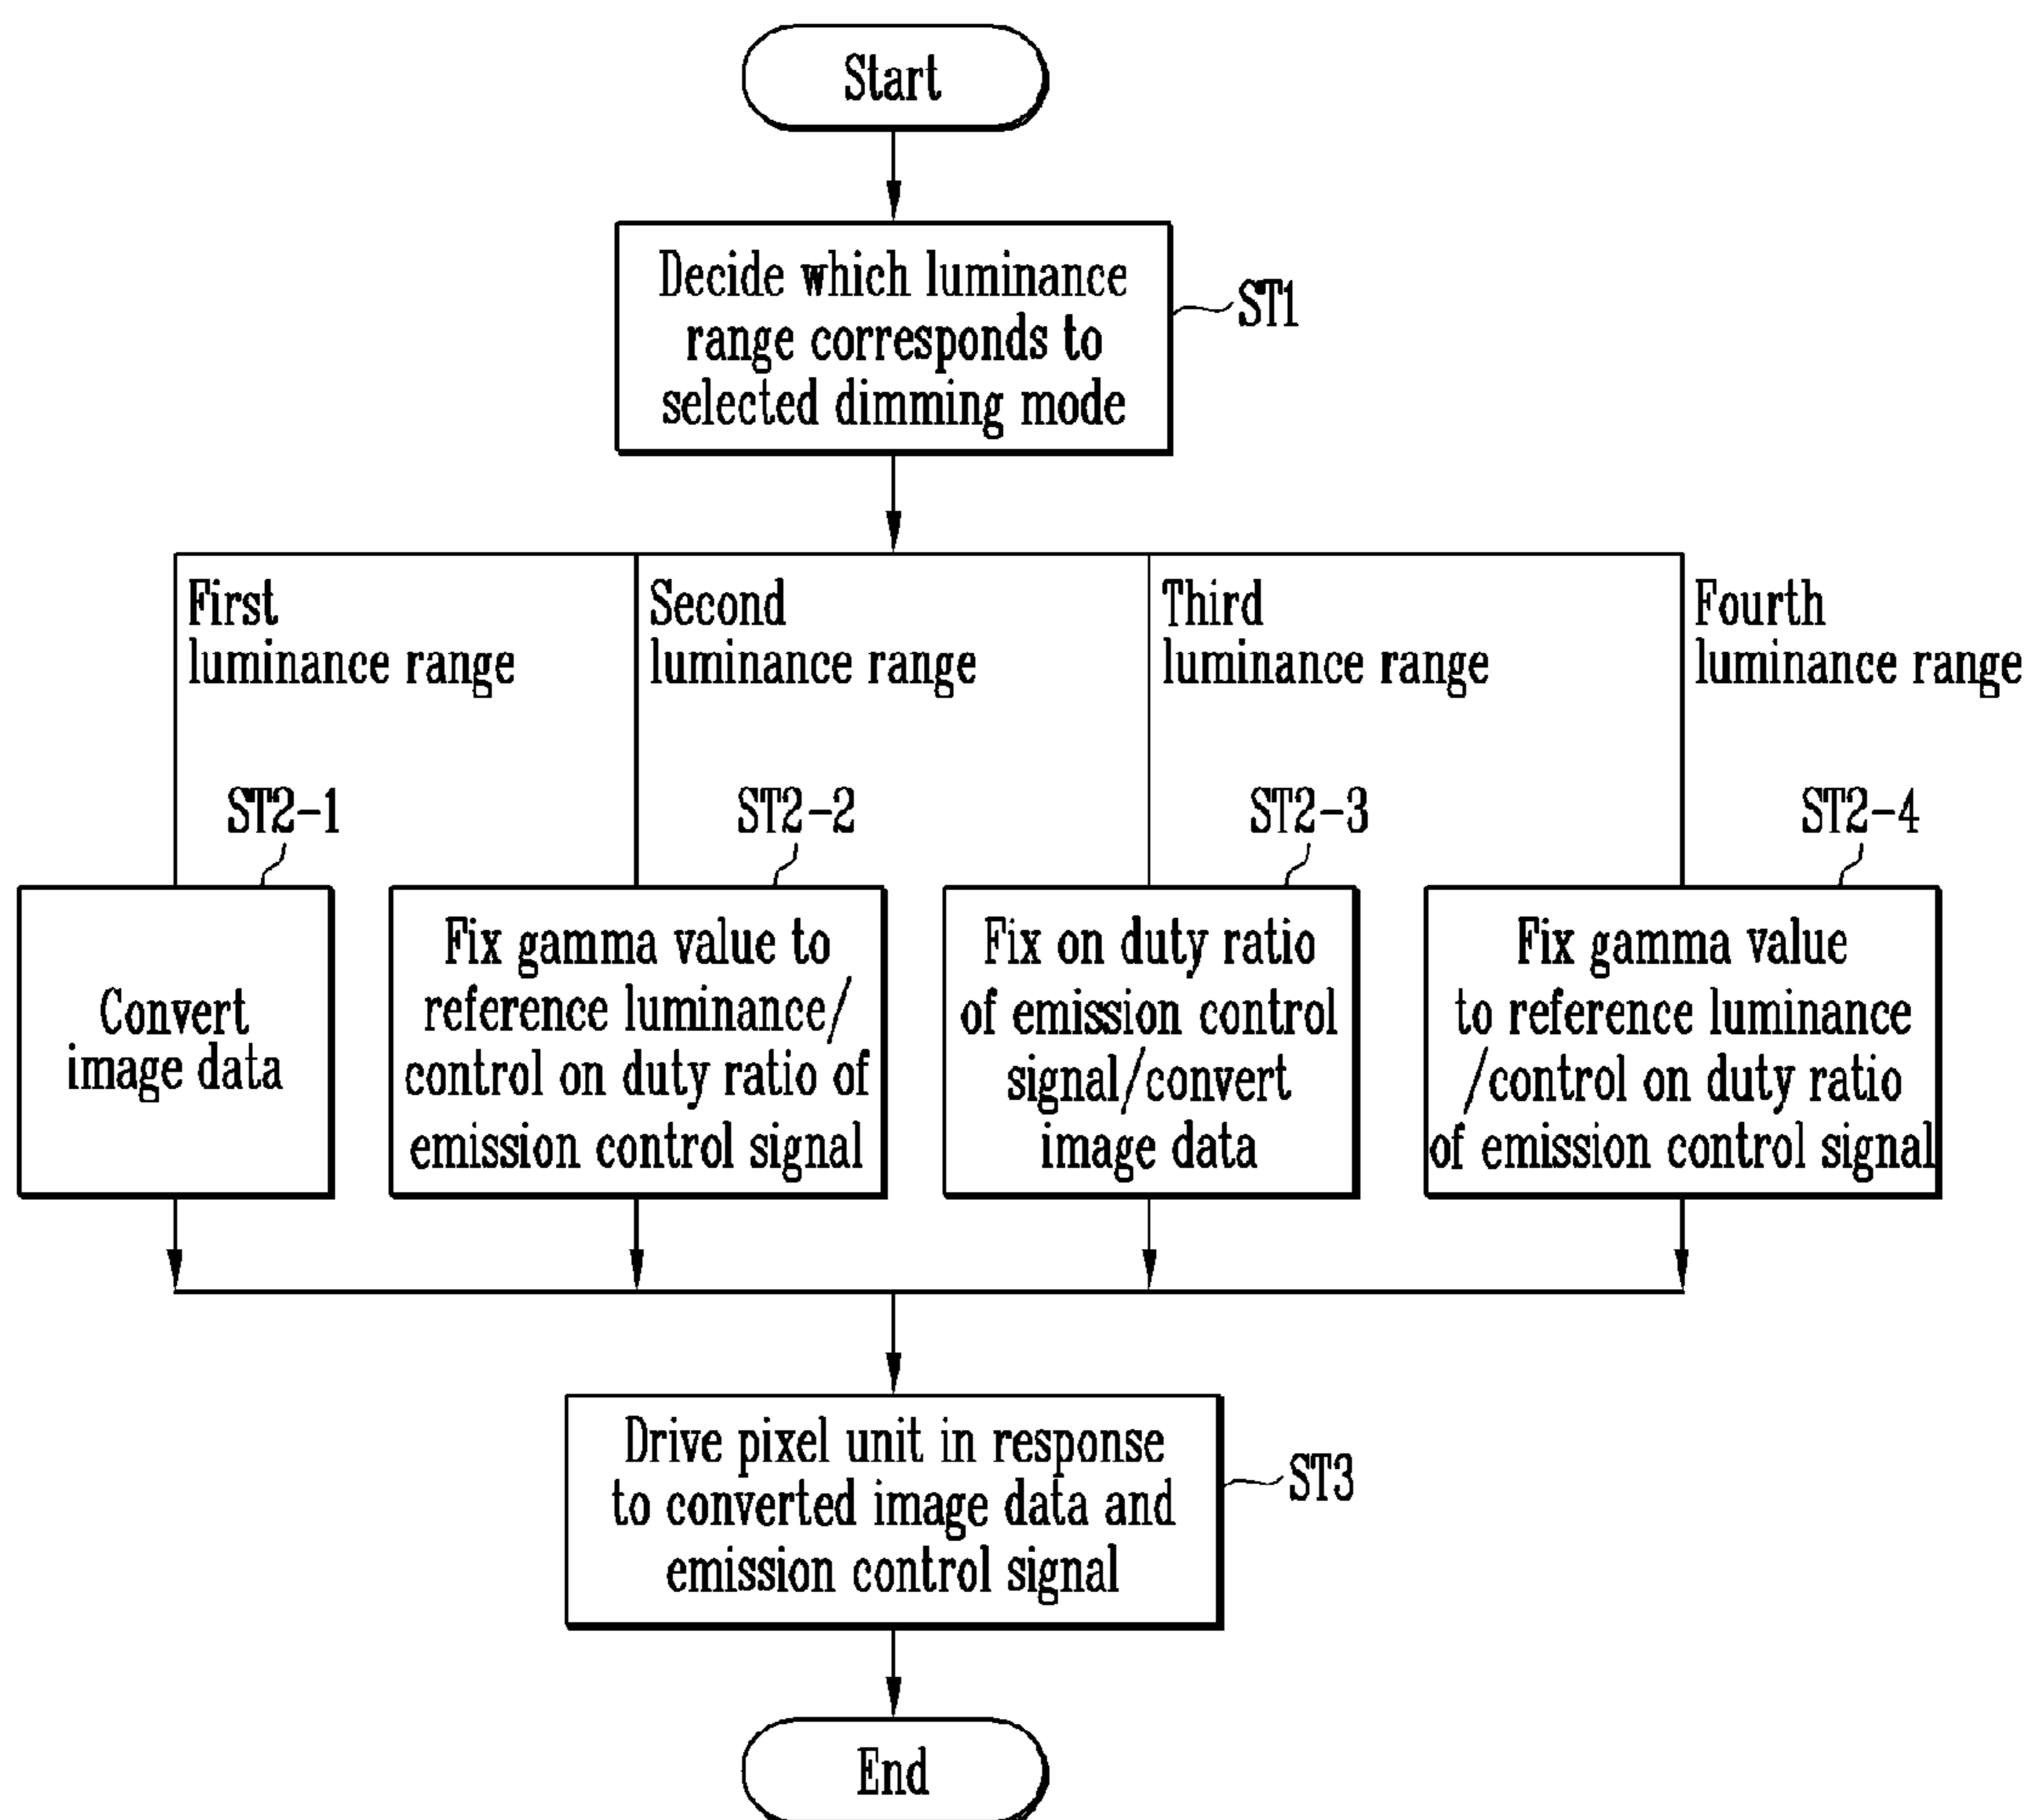 Start
Decide which luminance
range corresponds to
selected dimming mode
ST1
First
luminance range
Second
luminance range
Third
luminance range
Fourth
luminance range
ST2-1
ST2-2
ST2-3
ST2-4
Convert
image data
Fix gamma value to
reference luminance/
control on duty ratio of
emission control signal
Fix on duty ratio
of emission control
signal/convert
image data
Fix gamma value
to reference luminance
/control on duty ratio
of emission control signal
Drive pixel unit in response
to converted image data and
emission control signal
ST3
End